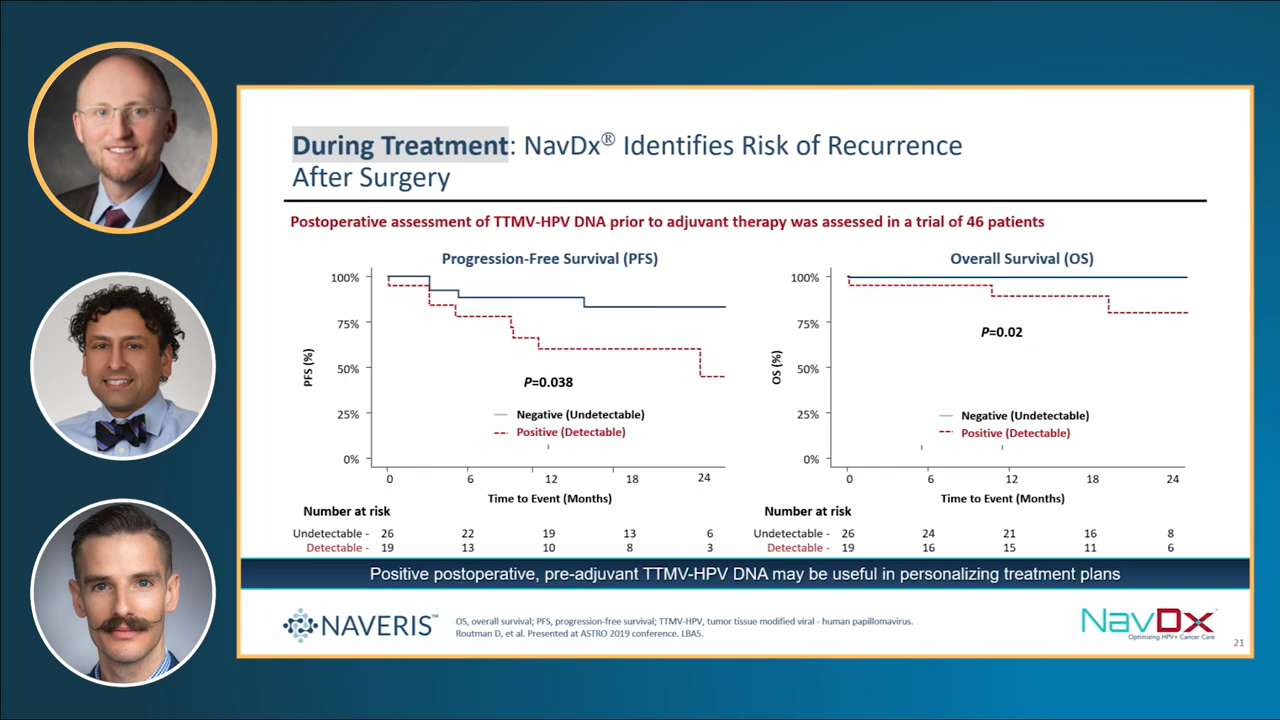 During Treatment: NavDx® Identifies Risk of Recurrence
After Surgery
Postoperative assessment of TTMV-HPV DNA prior to adjuvant therapy was assessed in a trial of 46 patients
Progression-Free Survival (PFS)
100%
75%
50%
25%
0%
PFS (%)
P=0.038
Negative (Undetectable)
Positive (Detectable)
0 6 12 18 24
Time to Event (Months)
Number at risk
Undetectable - 26 22 19 13 6
Detectable - 19 13 10 8 3
Overall Survival (OS)
100%
75%
50%
25%
0%
OS (%)
P=0.02
Negative (Undetectable)
Positive (Detectable)
0 6 12 18 24
Time to Event (Months)
Number at risk
Undetectable - 26 24 21 16 8
Detectable - 19 16 15 11 6
Positive postoperative, pre-adjuvant TTMV-HPV DNA may be useful in personalizing treatment plans
NAVERIS™
OS, overall survival; PFS, progression-free survival; TTMV-HPV, tumor tissue modified viral - human papillomavirus.
Routman D, et al. Presented at ASTRO 2019 conference. LBA5.
NavDx
Optimizing HPV+ Cancer Care
21